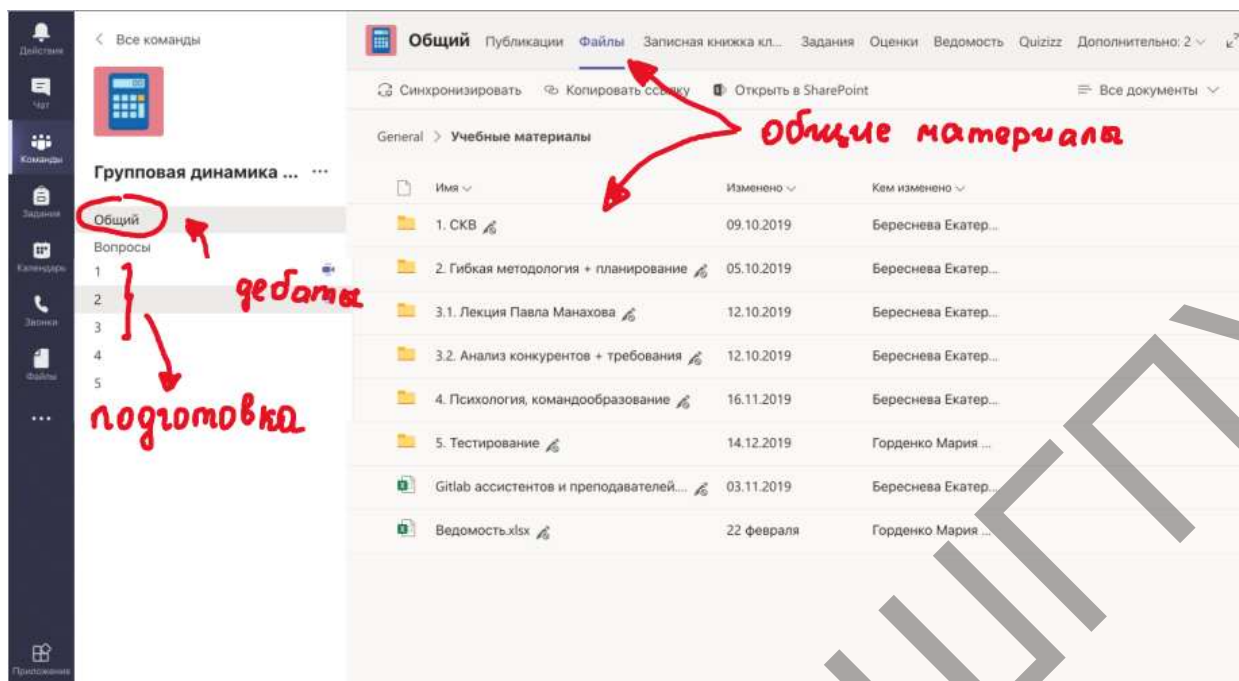 Действия
Чат
Команды
Задания
Календарь
Звонки
Файлы
Приложения
Все команды
Групповая динамика ...
Общий
Вопросы
1
2
3
4
5
дебаты
подготовка
Общий Публикации Файлы Записная книжка кл... Задания Оценки Ведомость Quizizz Дополнительно: 2
Синхронизировать Копировать ссылку Открыть в SharePoint Все документы
General > Учебные материалы
общие материалы
Имя Изменено Кем изменено
1. СКВ 09.10.2019 Береснева Екатер...
2. Гибкая методология + планирование 05.10.2019 Береснева Екатер...
3.1. Лекция Павла Манахова 12.10.2019 Береснева Екатер...
3.2. Анализ конкурентов + требования 12.10.2019 Береснева Екатер...
4. Психология, командообразование 16.11.2019 Береснева Екатер...
5. Тестирование 14.12.2019 Горденко Мария ...
Gitlab ассистентов и преподавателей.... 03.11.2019 Береснева Екатер...
Ведомость.xlsx 22 февраля Горденко Мария ...